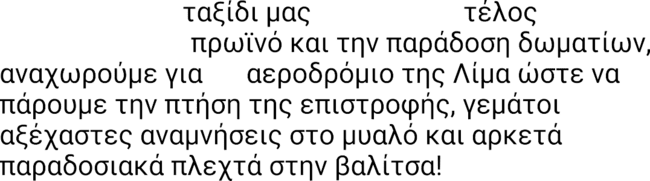 ταξίδι μας τέλος
πρωϊνό και την παράδοση δωματίων,
αναχωρούμε για αεροδρόμιο της Λίμα ώστε να
πάρουμε την πτήση της επιστροφής, γεμάτοι
αξέχαστες αναμνήσεις στο μυαλό και αρκετά
παραδοσιακά πλεχτά στην βαλίτσα!